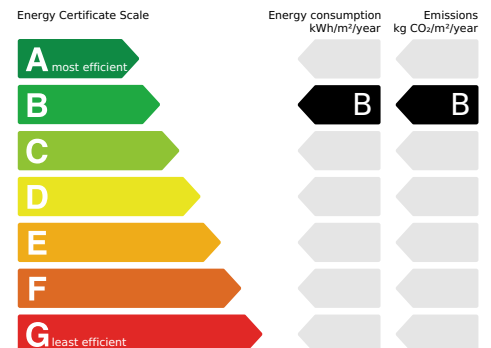 Energy Certificate Scale
Energy consumption
kWh/m²/year
Emissions
kg CO₂/m²/year
A most efficient
B B B
C
D
E
F
G least efficient